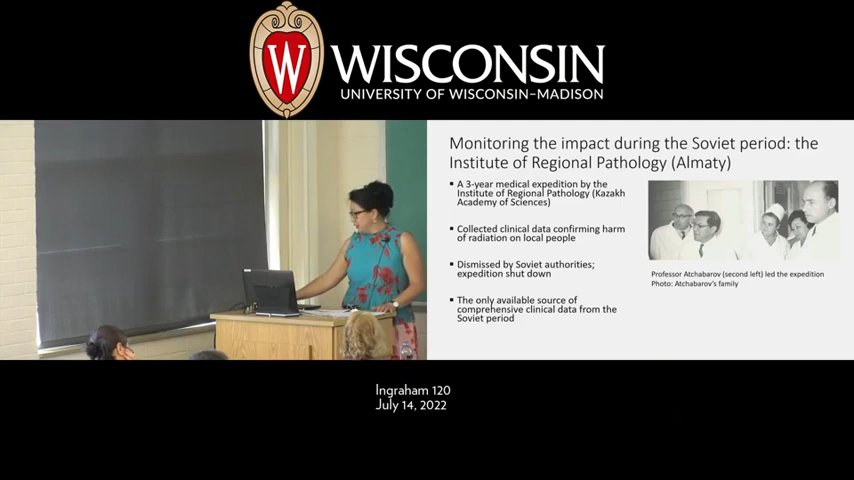 W
WISCONSIN
UNIVERSITY OF WISCONSIN–MADISON
Monitoring the impact during the Soviet period: the
Institute of Regional Pathology (Almaty)
▪ A 3-year medical expedition by the
Institute of Regional Pathology (Kazakh
Academy of Sciences)
▪ Collected clinical data confirming harm
of radiation on local people
▪ Dismissed by Soviet authorities;
expedition shut down
▪ The only available source of
comprehensive clinical data from the
Soviet period
Professor Atchabarov (second left) led the expedition
Photo: Atchabarov's family
Ingraham 120
July 14, 2022